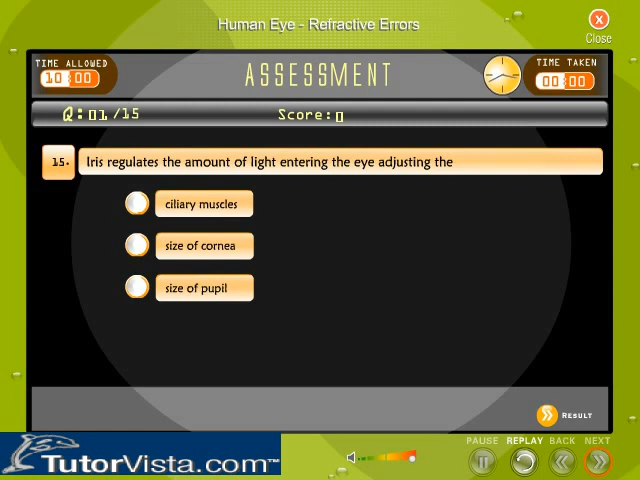 Human Eye - Refractive Errors
Close
TIME ALLOWED
10:00
ASSESSMENT
TIME TAKEN
00:00
Q:01/15
Score:0
15.
Iris regulates the amount of light entering the eye adjusting the
ciliary muscles
size of cornea
size of pupil
RESULT
PAUSE REPLAY BACK NEXT
TutorVista.com